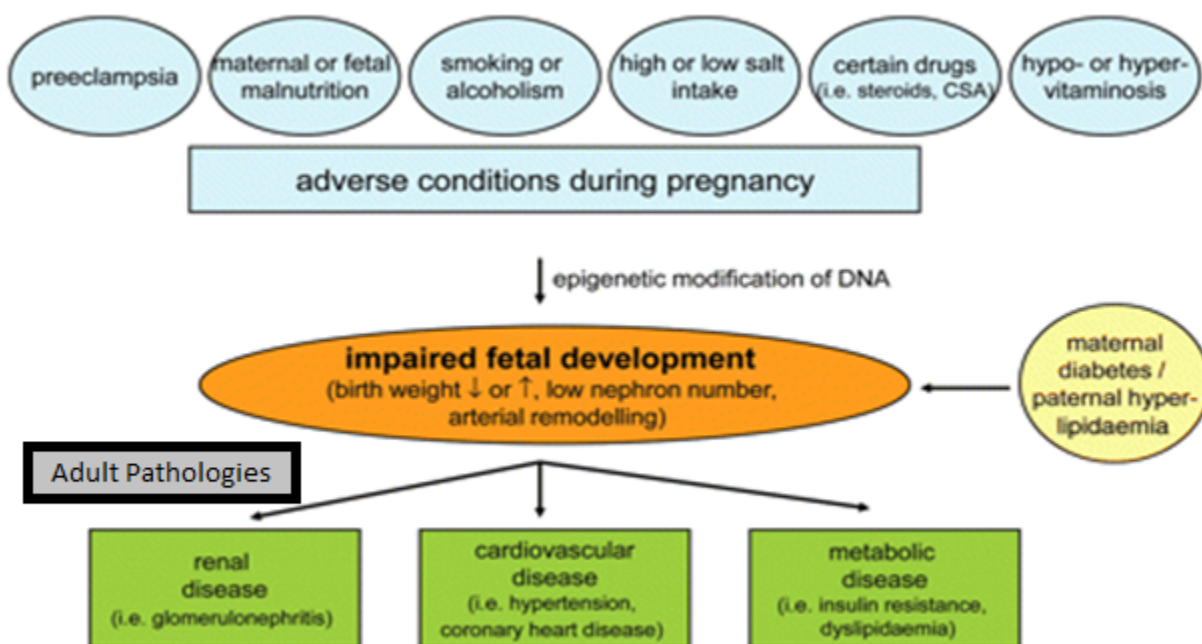 preeclampsia
maternal or fetal
malnutrition
smoking or
alcoholism
high or low salt
intake
certain drugs
(i.e. steroids, CSA)
hypo- or hyper-
vitaminosis
adverse conditions during pregnancy
epigenetic modification of DNA
impaired fetal development
(birth weight ↓ or ↑, low nephron number,
arterial remodelling)
maternal
diabetes /
paternal hyper-
lipidaemia
Adult Pathologies
renal
disease
(i.e. glomerulonephritis)
cardiovascular
disease
(i.e. hypertension,
coronary heart disease)
metabolic
disease
(i.e. insulin resistance,
dyslipidaemia)